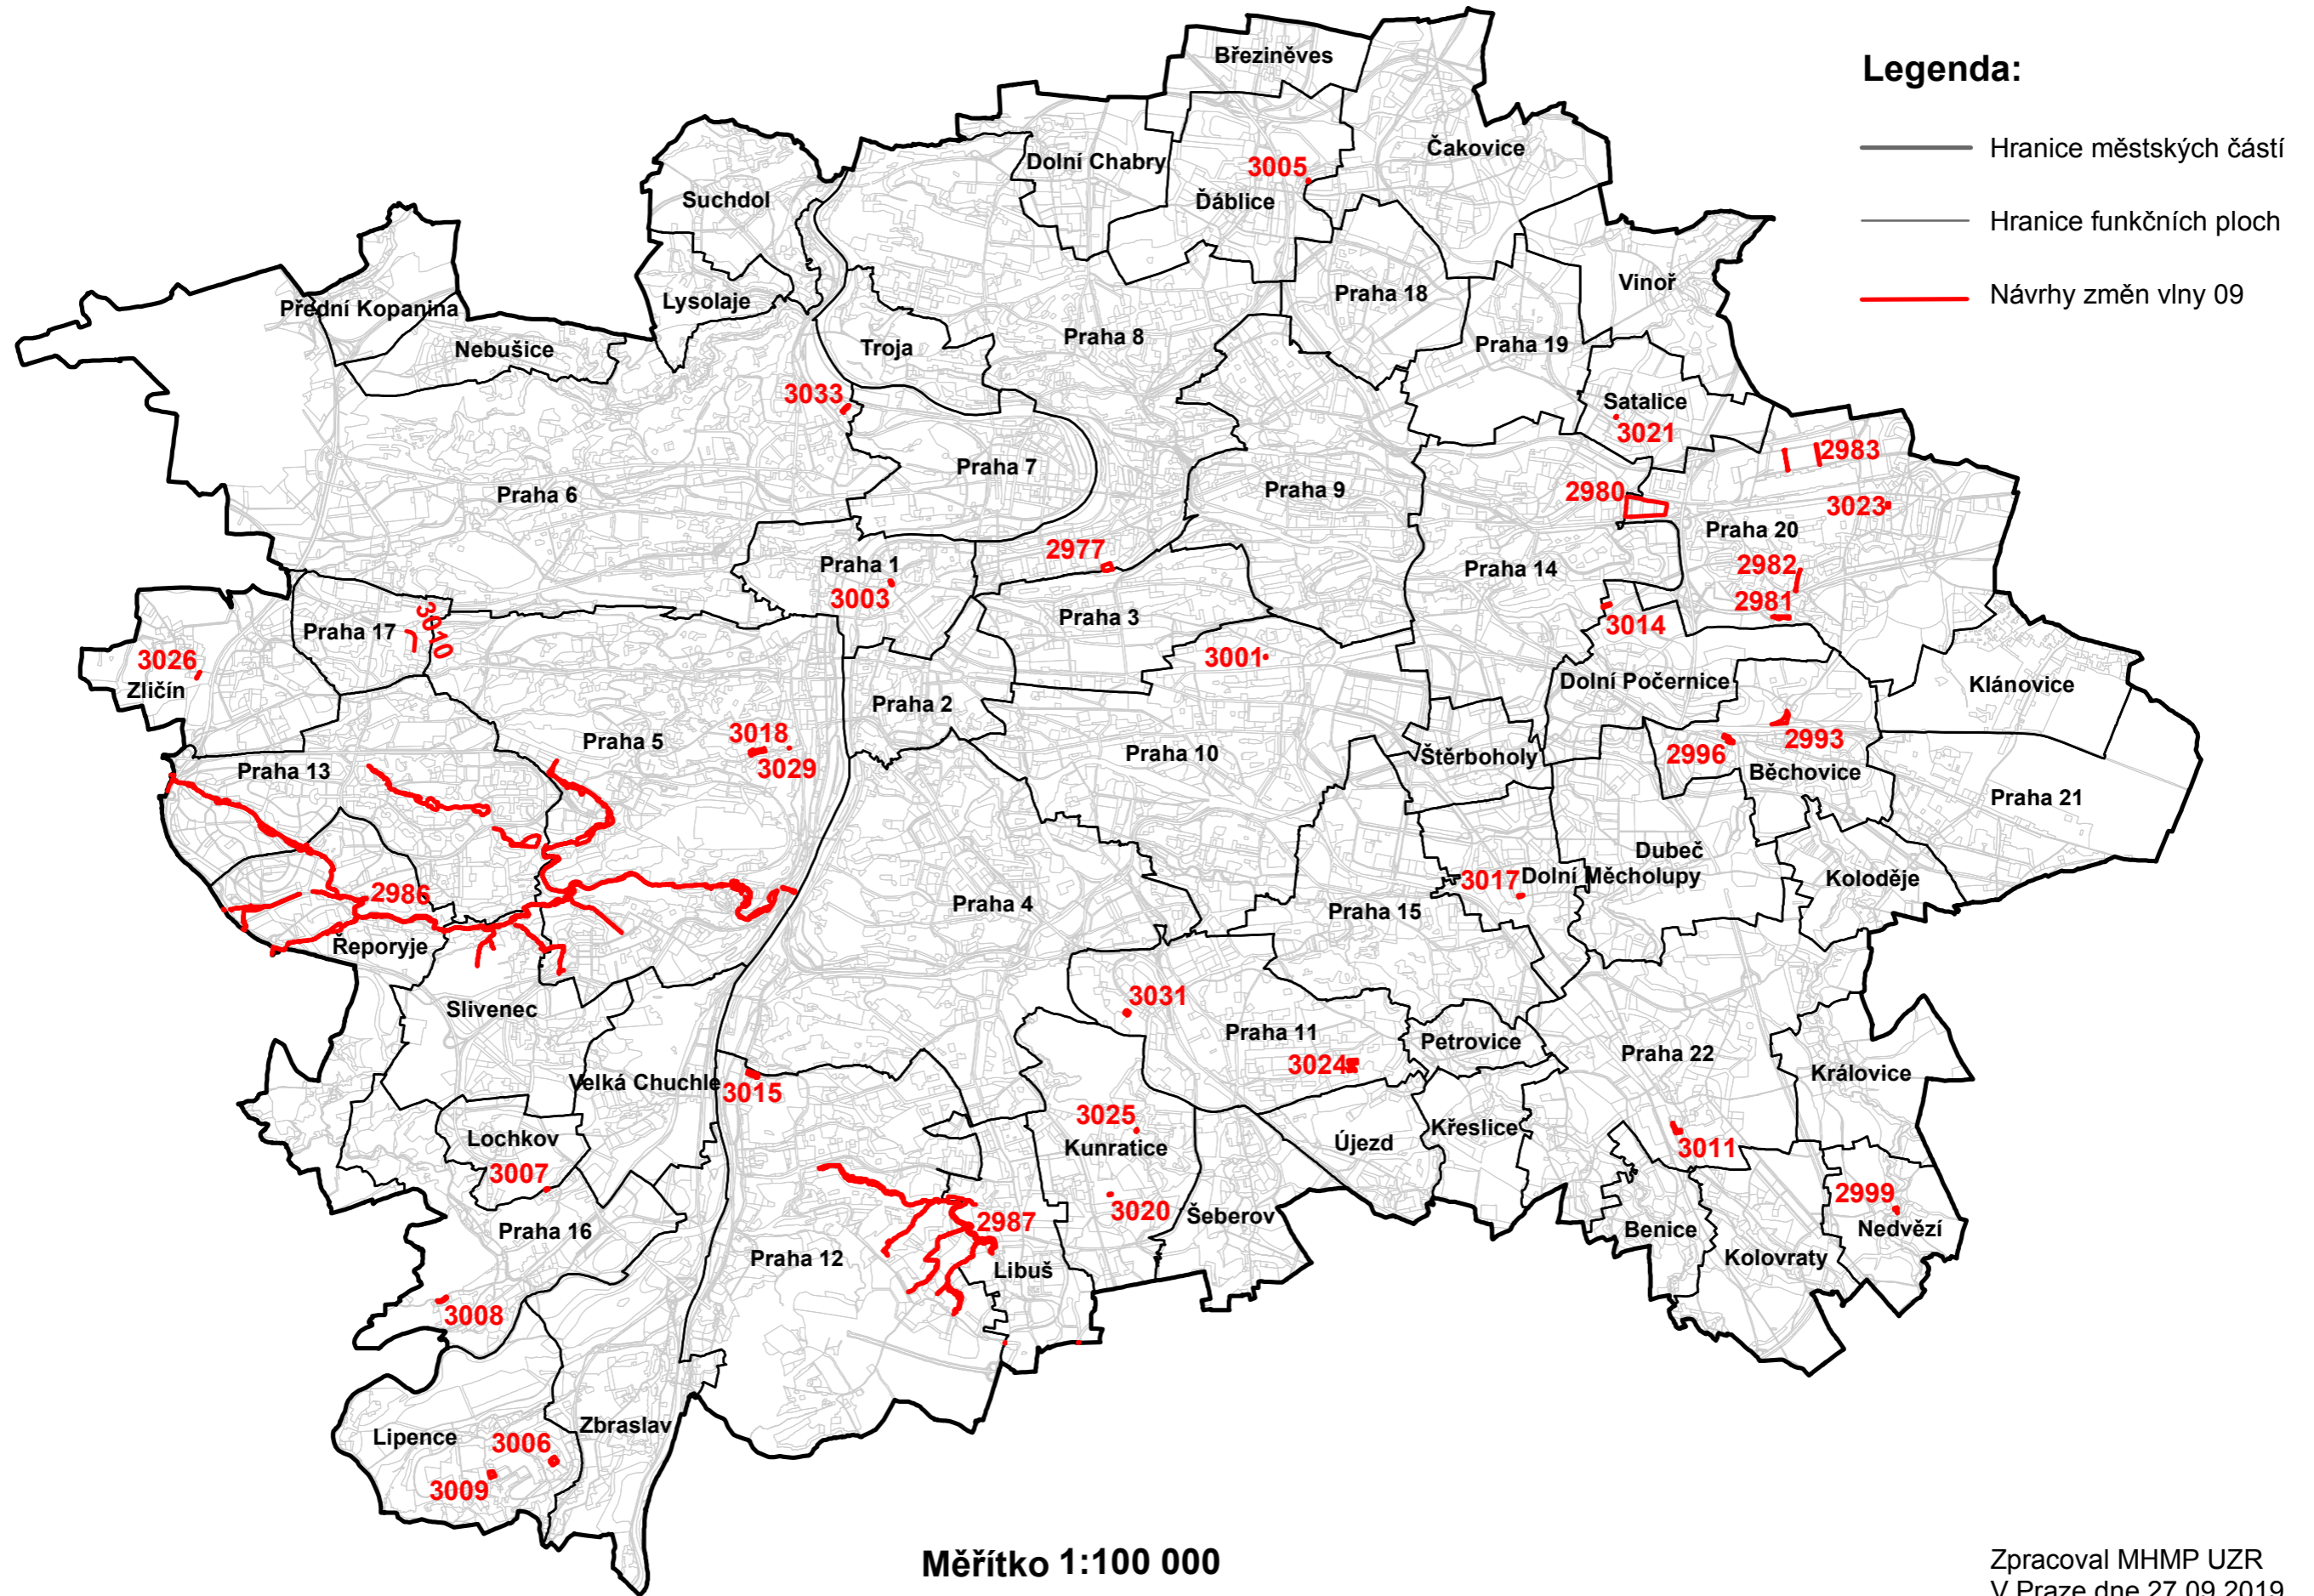 Březiněves
Legenda:
Hranice městských částí
Hranice funkčních ploch
Návrhy změn vlny 09
Čakovice
Dolní Chabry
3005
Ďáblice
Suchdol
Lysolaje
Přední Kopanina
Nebušice
Troja
Praha 8
Praha 18
Vinoř
Praha 19
3033
Satalice
3021
Praha 7
Praha 6
Praha 9
2983
2980
3023
Praha 20
2977
Praha 1
3003
Praha 14
2982
2981
3010
Praha 17
Praha 3
3014
3026
Zličín
3001
Dolní Počernice
Klánovice
Praha 2
3018
Praha 5
3029
Praha 10
Štěrboholy
2996
2993
Běchovice
Praha 13
Praha 21
Dubeč
Dolní Měcholupy
3017
Koloděje
2986
Praha 4
Praha 15
Řeporyje
3031
Slivenec
Praha 11
Petrovice
3024
Praha 22
Velká Chuchle
3015
Královice
3025
Kunratice
Lochkov
Újezd
Křeslice
3011
3007
3020
2999
Nedvězí
Praha 16
2987
Šeberov
Benice
Kolovraty
Praha 12
Libuš
3008
Zbraslav
Lipence
3006
3009
Měřítko 1:100 000
Zpracoval MHMP UZR
V Praze dne 27.09.2019